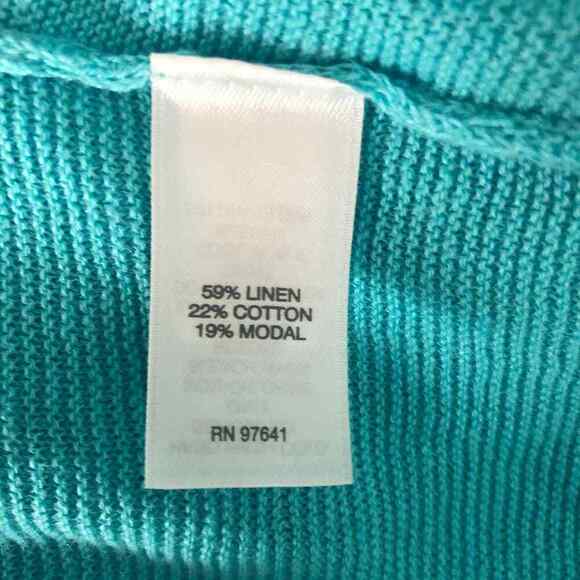 59% LINEN
22% COTTON
19% MODAL
RN 97641